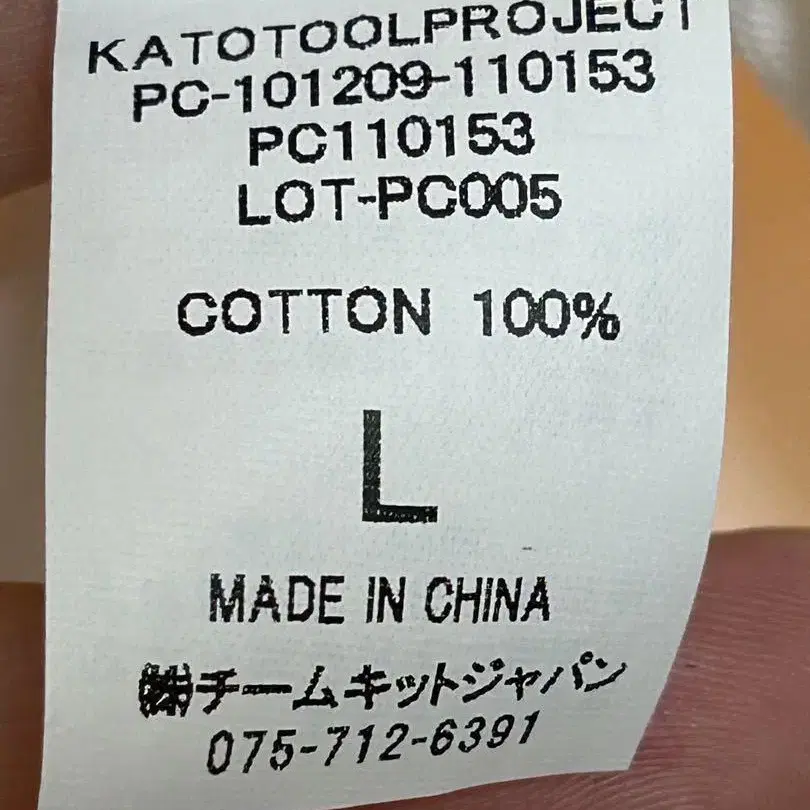 KATOTOOLPROJECT
PC-101209-110153
PC110153
LOT-PC005
COTTON 100%
L
MADE IN CHINA
㈱チームキットジャパン
075-712-6391